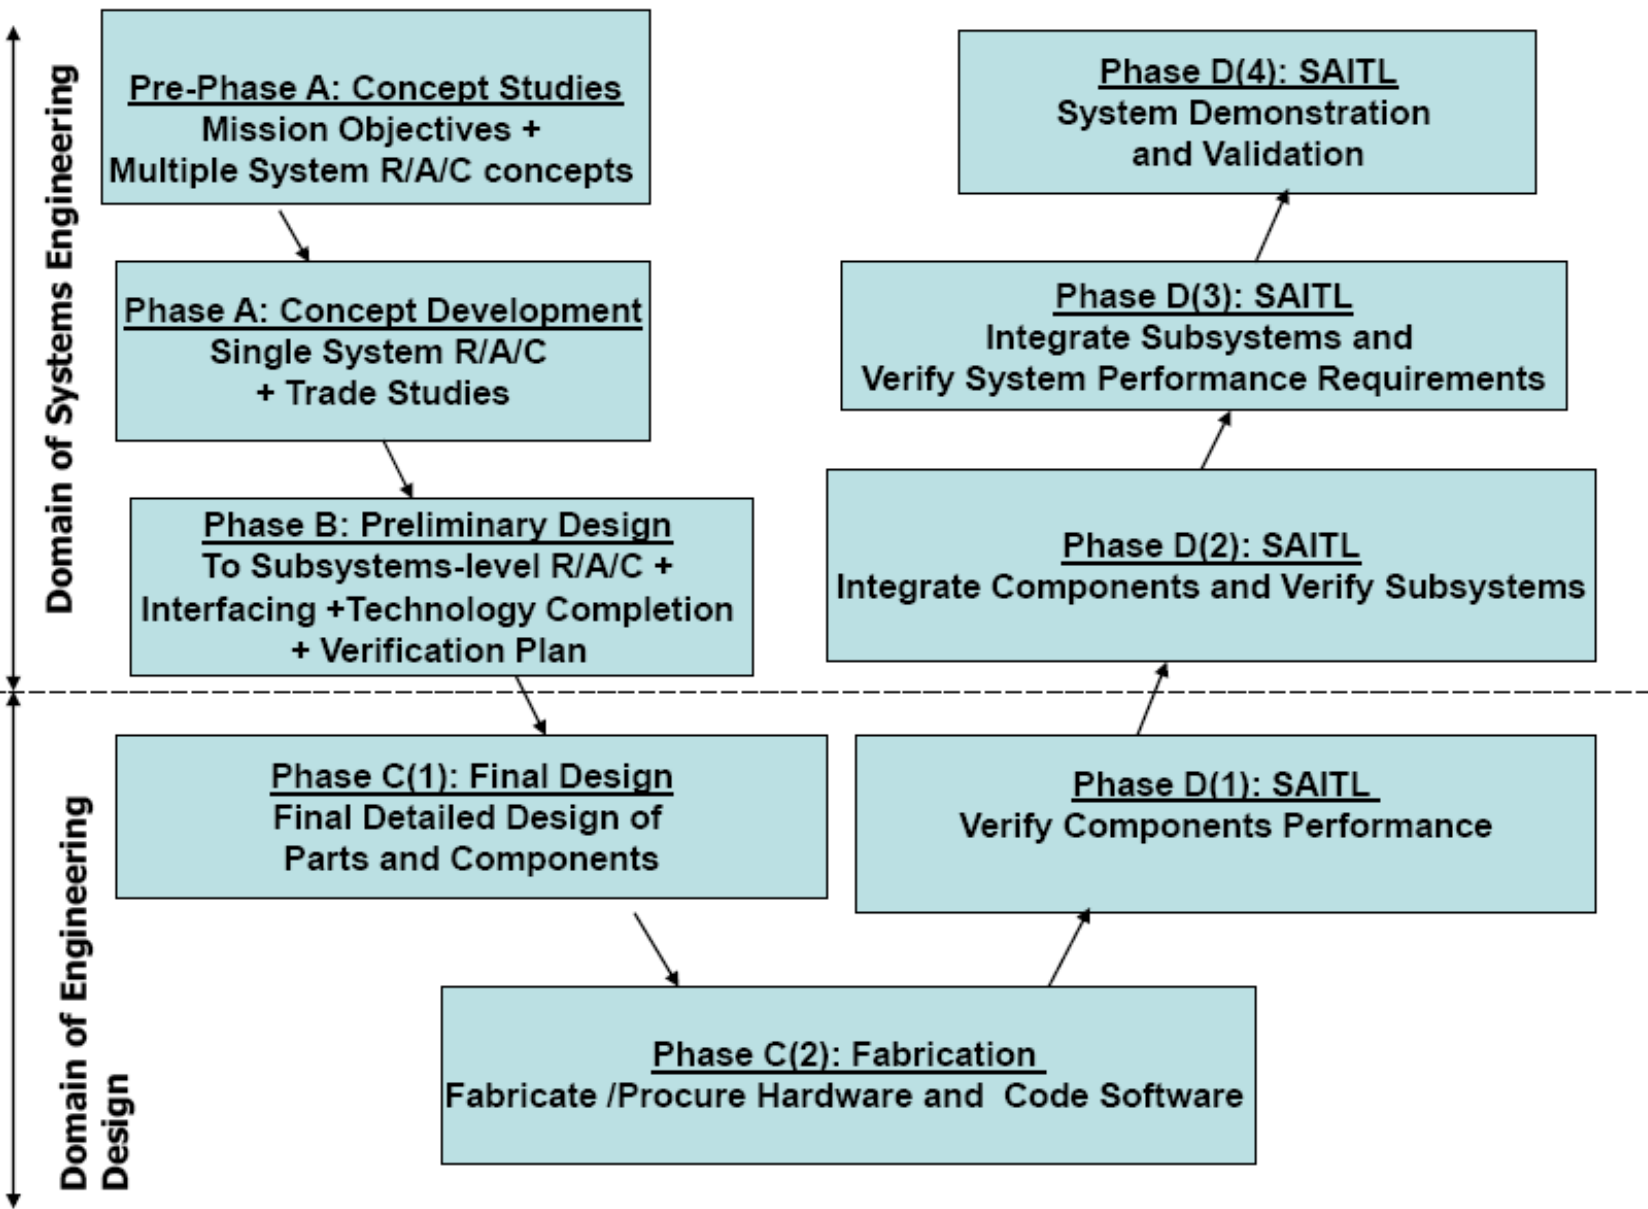 Domain of Systems Engineering
Pre-Phase A: Concept Studies
Mission Objectives +
Multiple System R/A/C concepts
Phase A: Concept Development
Single System R/A/C
+ Trade Studies
Phase B: Preliminary Design
To Subsystems-level R/A/C +
Interfacing +Technology Completion
+ Verification Plan
Domain of Engineering
Design
Phase C(1): Final Design
Final Detailed Design of
Parts and Components
Phase C(2): Fabrication
Fabricate /Procure Hardware and Code Software
Phase D(1): SAITL
Verify Components Performance
Phase D(2): SAITL
Integrate Components and Verify Subsystems
Phase D(3): SAITL
Integrate Subsystems and
Verify System Performance Requirements
Phase D(4): SAITL
System Demonstration
and Validation